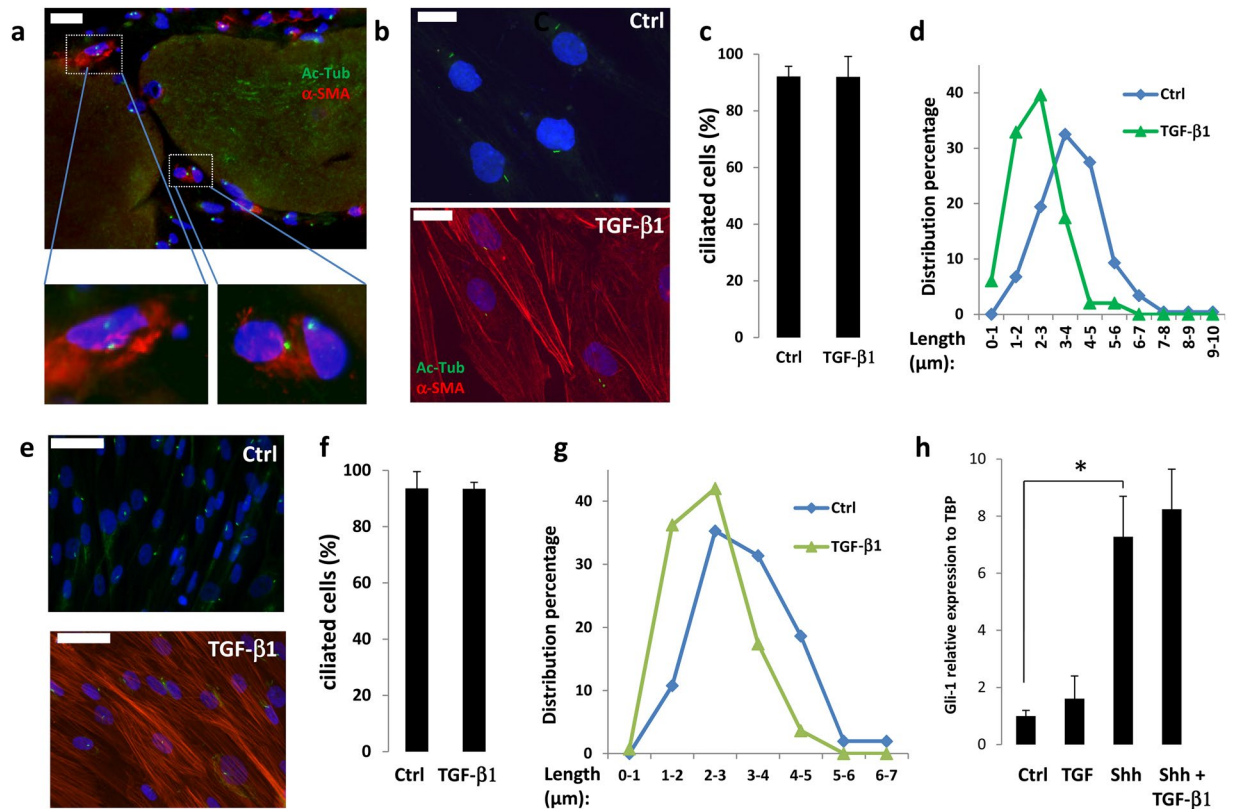 a
Ac-Tub
α-SMA
b
C
Ctrl
TGF-β1
Ac-Tub
α-SMA
c
ciliated cells (%)
100
80
60
40
20
0
Ctrl TGF-β1
d
Distribution percentage
40
30
20
10
0
Ctrl
TGF-β1
Length
(μm):
0-1 1-2 2-3 3-4 4-5 5-6 6-7 7-8 8-9 9-10
e
Ctrl
TGF-β1
f
ciliated cells (%)
100
80
60
40
20
0
Ctrl TGF-β1
g
Distribution percentage
40
30
20
10
0
Ctrl
TGF-β1
Length
(μm):
0-1 1-2 2-3 3-4 4-5 5-6 6-7
h
Gli-1 relative expression to TBP
10
8
6
4
2
0
*
Ctrl TGF Shh Shh +
TGF-β1